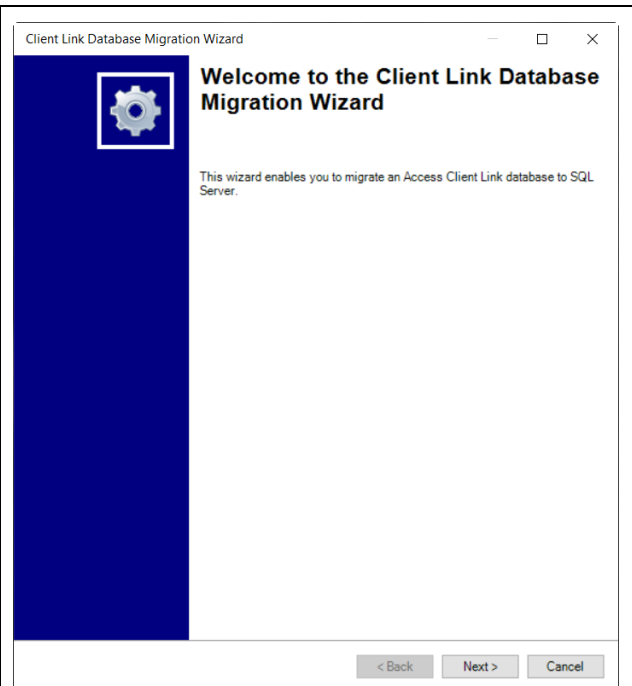 Client Link Database Migration Wizard
Welcome to the Client Link Database
Migration Wizard
This wizard enables you to migrate an Access Client Link database to SQL
Server.
< Back Next > Cancel